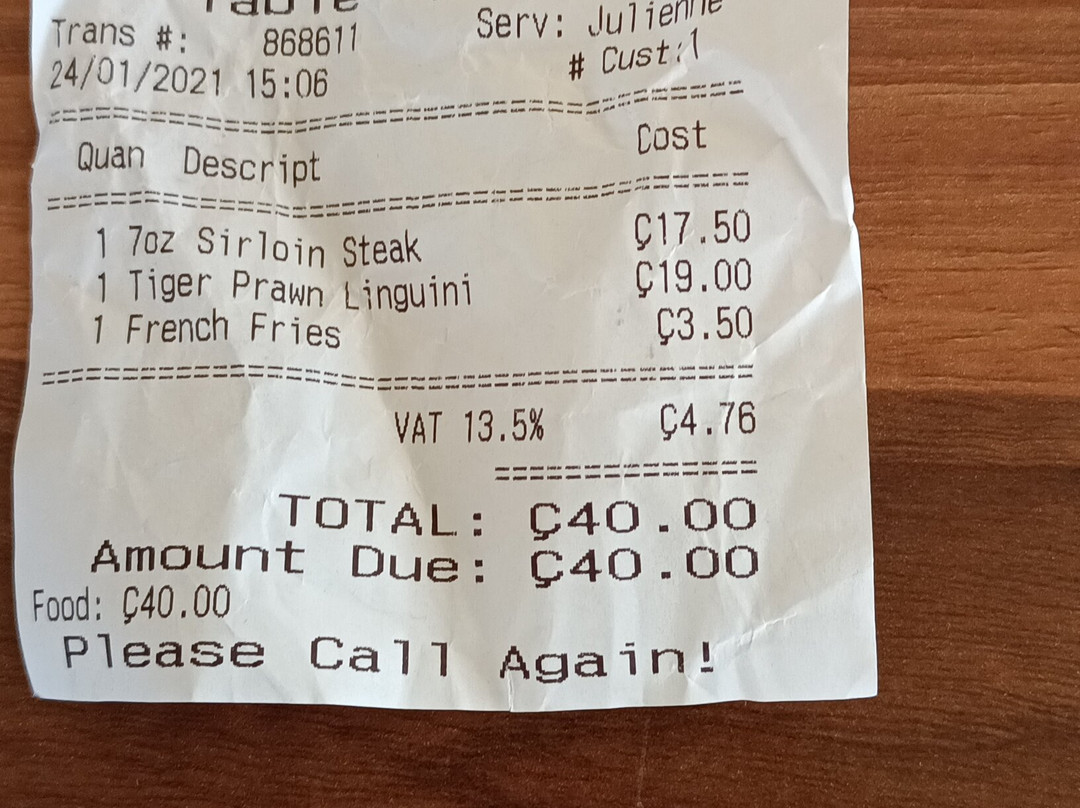 Table
Trans #: 868611 Serv: Julienne
24/01/2021 15:06 # Cust:1
==============================
Quan Descript Cost
==============================
1 7oz Sirloin Steak Ç17.50
1 Tiger Prawn Linguini Ç19.00
1 French Fries Ç3.50
==============================
VAT 13.5% Ç4.76
============
TOTAL: Ç40.00
Amount Due: Ç40.00
Food: Ç40.00
Please Call Again!